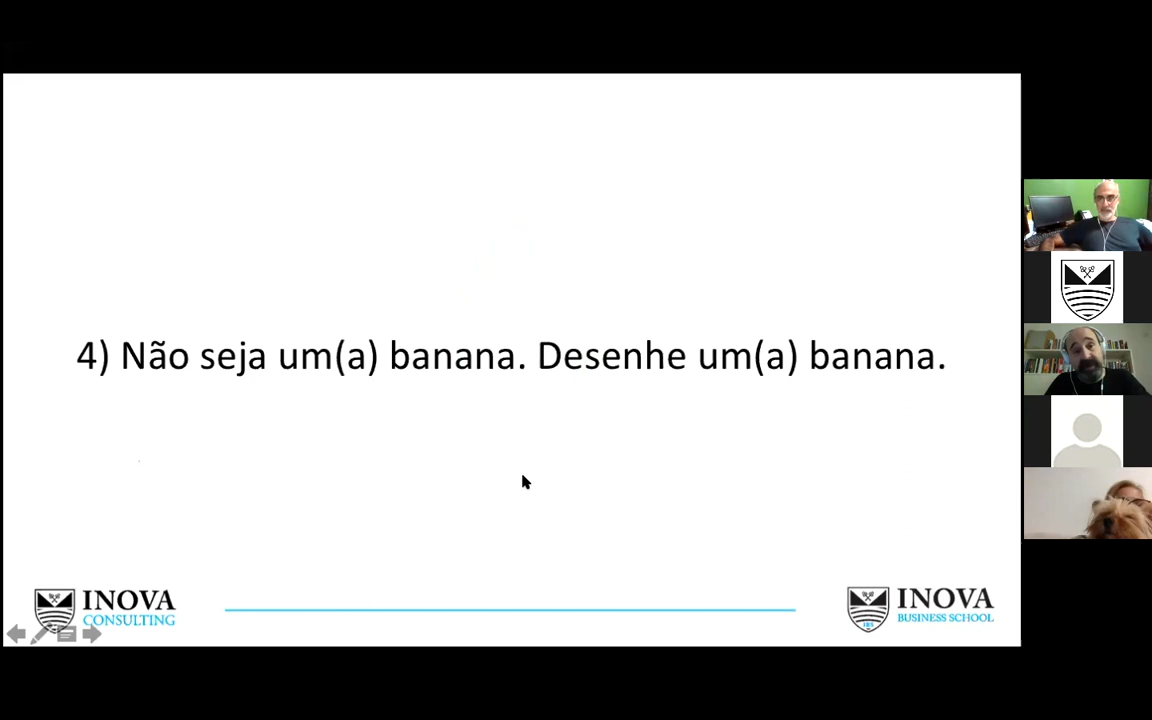 4) Não seja um(a) banana. Desenhe um(a) banana.
INOVA
CONSULTING
INOVA
BUSINESS SCHOOL